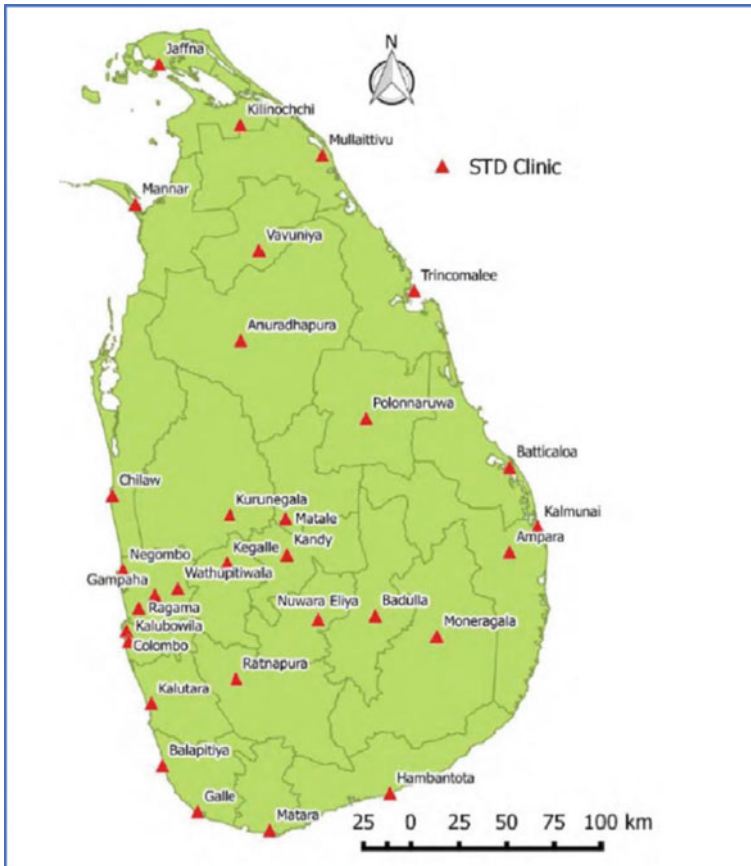 N
Jaffna
Kilinochchi
Mullaittivu
STD Clinic
Mannar
Vavuniya
Trincomalee
Anuradhapura
Polonnaruwa
Batticaloa
Chilaw
Kurunegala
Matale
Kalmunai
Kandy
Ampara
Kegalle
Negombo
Wathupitiwala
Gampaha
Ragama
Nuwara Eliya
Badulla
Moneragala
Kalubowila
Colombo
Ratnapura
Kalutara
Balapitiya
Hambantota
Galle
Matara
25 0 25 50 75 100 km